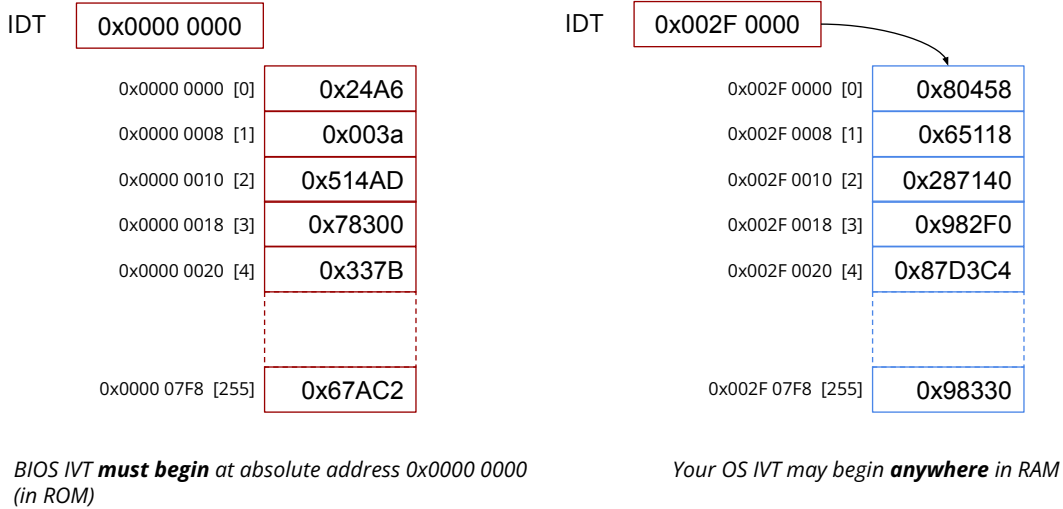 IDT 0x0000 0000
0x0000 0000 [0] 0x24A6
0x0000 0008 [1] 0x003a
0x0000 0010 [2] 0x514AD
0x0000 0018 [3] 0x78300
0x0000 0020 [4] 0x337B
0x0000 07F8 [255] 0x67AC2
BIOS IVT must begin at absolute address 0x0000 0000
(in ROM)
IDT 0x002F 0000
0x002F 0000 [0] 0x80458
0x002F 0008 [1] 0x65118
0x002F 0010 [2] 0x287140
0x002F 0018 [3] 0x982F0
0x002F 0020 [4] 0x87D3C4
0x002F 07F8 [255] 0x98330
Your OS IVT may begin anywhere in RAM